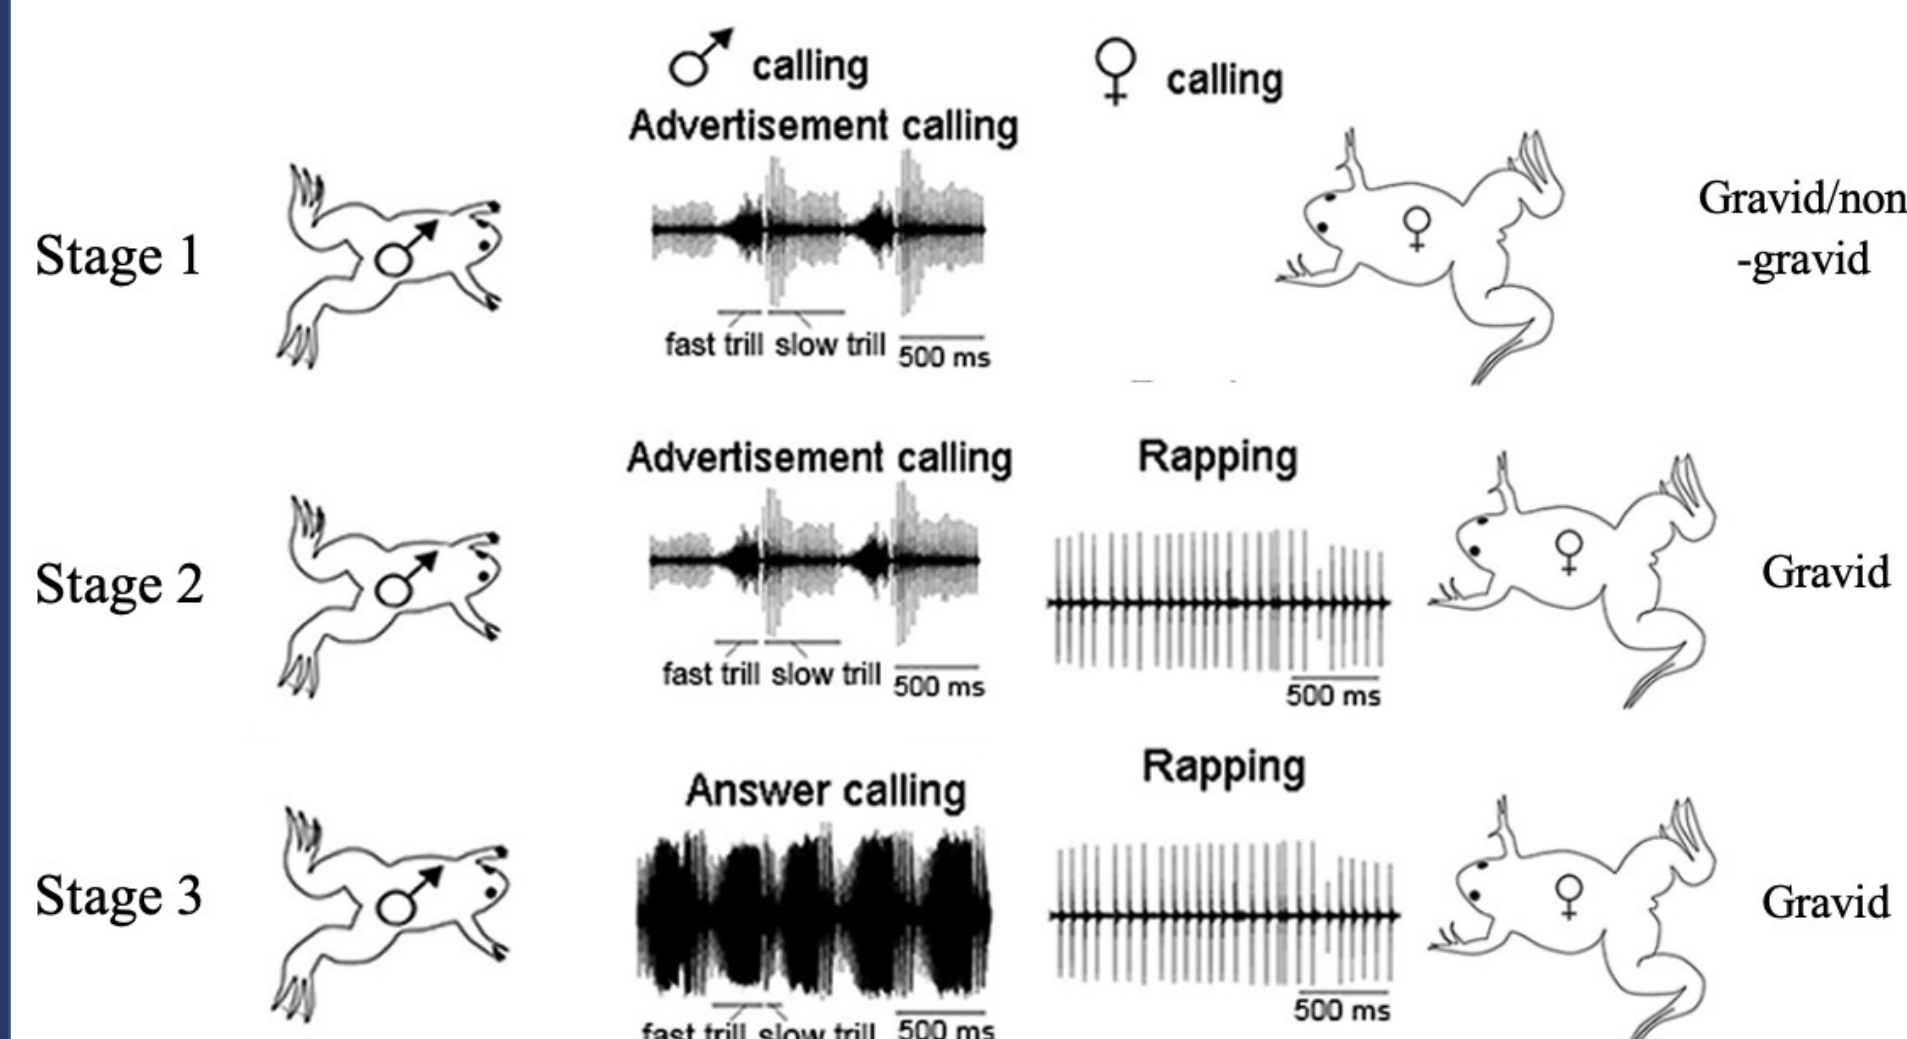 ♂ calling
♀ calling
Advertisement calling
Stage 1
♂
fast trill slow trill 500 ms
♀
Gravid/non
-gravid
Advertisement calling
Rapping
Stage 2
♂
fast trill slow trill 500 ms
500 ms
♀
Gravid
Answer calling
Rapping
Stage 3
♂
fast trill slow trill 500 ms
500 ms
♀
Gravid